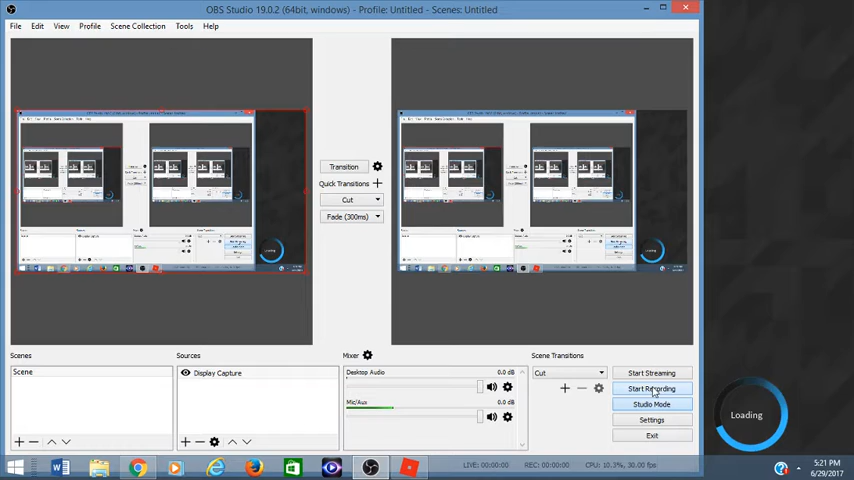 OBS Studio 19.0.2 (64bit, windows) - Profile: Untitled - Scenes: Untitled
File Edit View Profile Scene Collection Tools Help
Transition
Quick Transitions
Cut
Fade (300ms)
Scenes Sources Mixer Scene Transitions
Scene
Display Capture
Desktop Audio 0.0 dB
Mic/Aux 0.0 dB
Cut
Start Streaming
Start Recording
Studio Mode
Settings
Exit
Loading
LIVE: 00:00:00 REC: 00:00:00 CPU: 10.3%, 30.00 fps
5:21 PM
6/29/2017